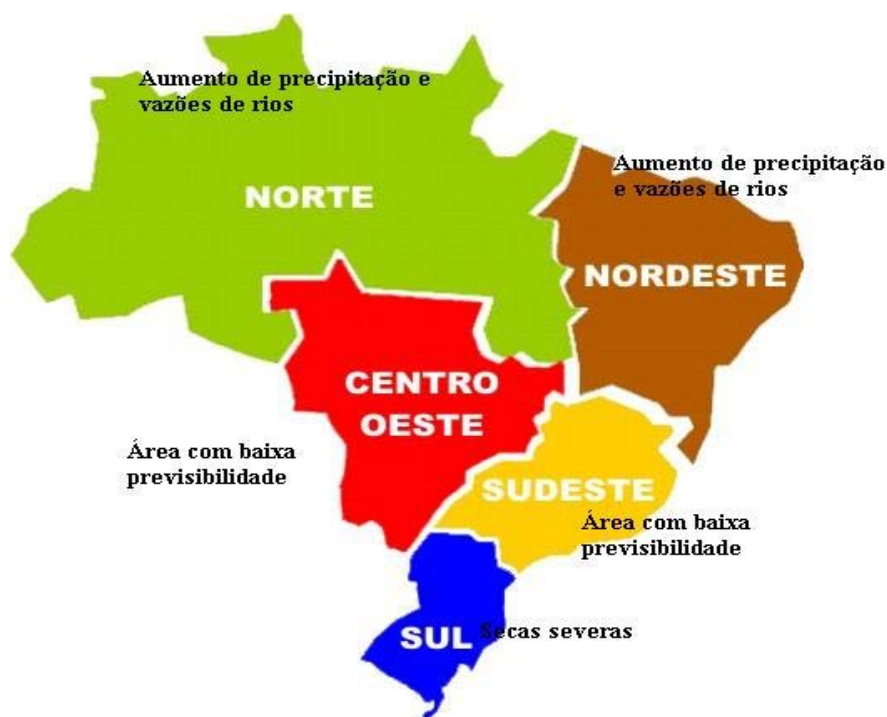 Aumento de precipitação e
vazões de rios
Aumento de precipitação
e vazões de rios
NORTE
NORDESTE
CENTRO
OESTE
Área com baixa
previsibilidade
SUDESTE
Área com baixa
previsibilidade
SUL
Secas severas